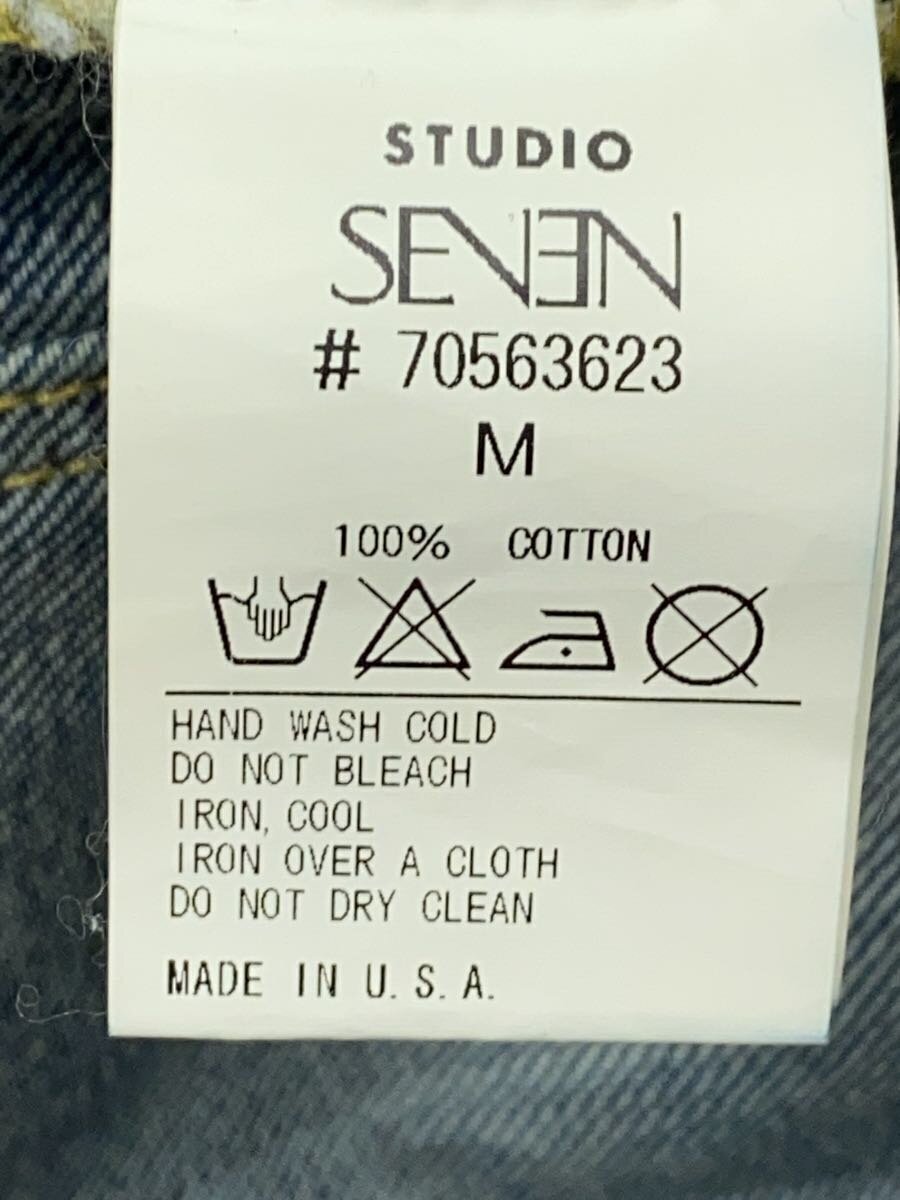 STUDIO
SEVEN
# 70563623
M
100% COTTON
HAND WASH COLD
DO NOT BLEACH
IRON, COOL
IRON OVER A CLOTH
DO NOT DRY CLEAN
MADE IN U.S.A.